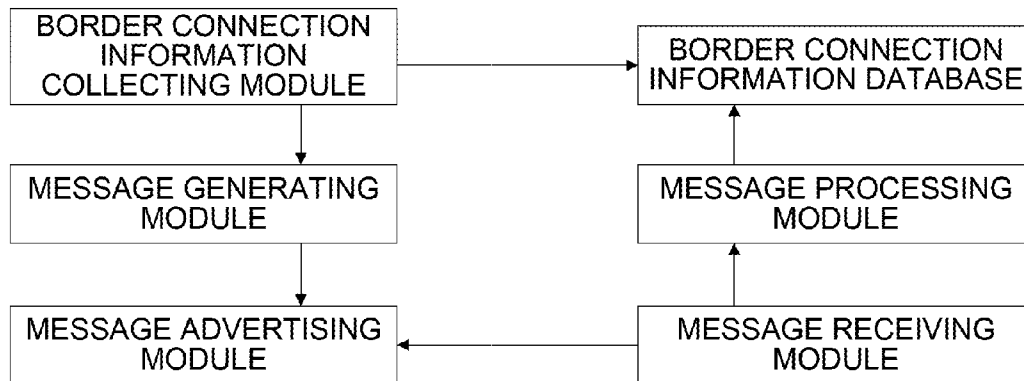 BORDER CONNECTION
INFORMATION
COLLECTING MODULE
BORDER CONNECTION
INFORMATION DATABASE
MESSAGE GENERATING
MODULE
MESSAGE PROCESSING
MODULE
MESSAGE ADVERTISING
MODULE
MESSAGE RECEIVING
MODULE